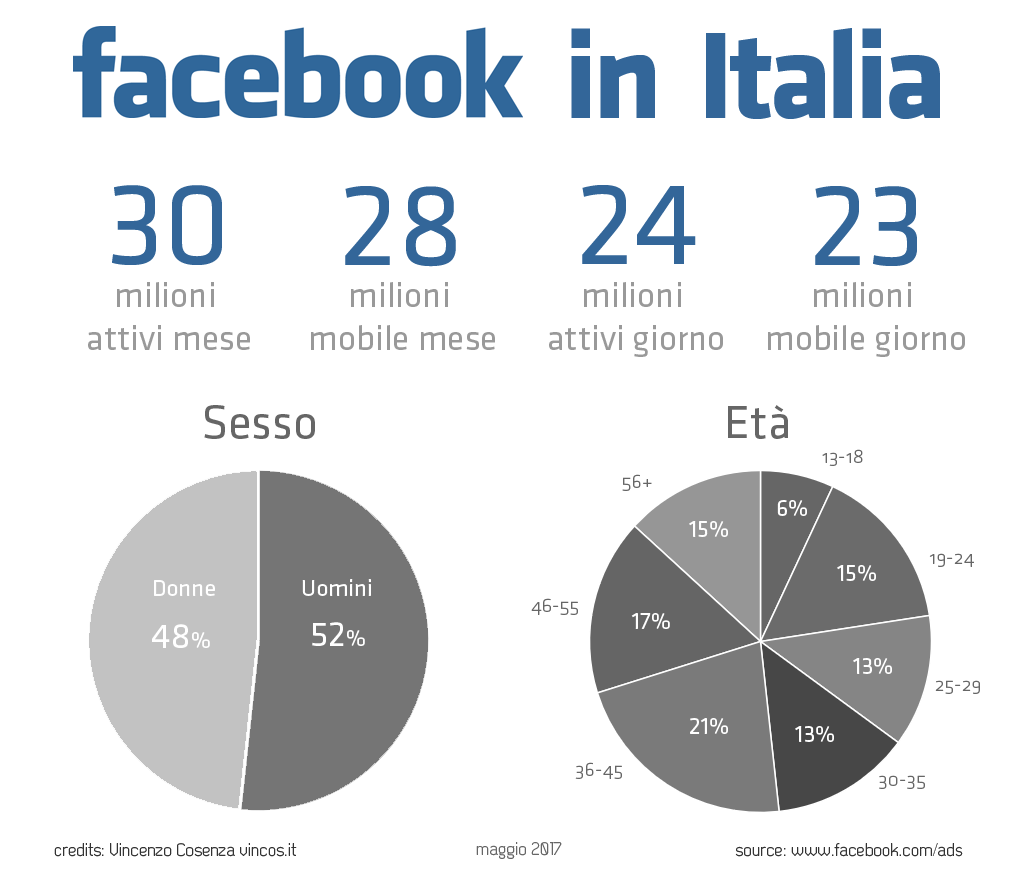 facebook in Italia
30
milioni
attivi mese
28
milioni
mobile mese
24
milioni
attivi giorno
23
milioni
mobile giorno
Sesso
Donne
48%
Uomini
52%
Età
13-18
6%
19-24
15%
25-29
13%
30-35
13%
36-45
21%
46-55
17%
56+
15%
credits: Vincenzo Cosenza vincos.it
maggio 2017
source: www.facebook.com/ads